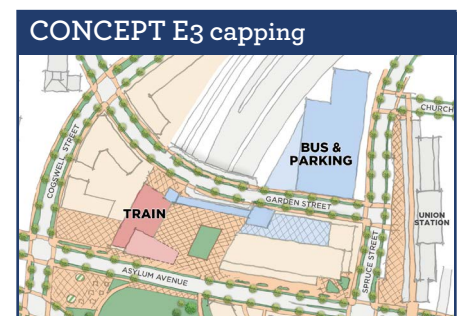 CONCEPT E3 capping
CHURCH
COGSWELL STREET
BUS &
PARKING
GARDEN STREET
TRAIN
UNION
STATION
SPRUCE STREET
ASYLUM AVENUE